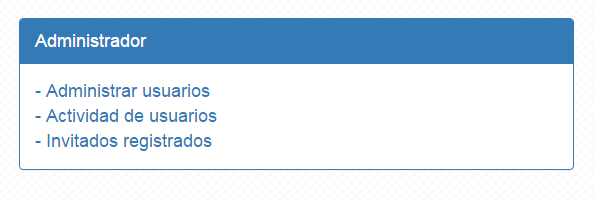 Administrador
- Administrar usuarios
- Actividad de usuarios
- Invitados registrados